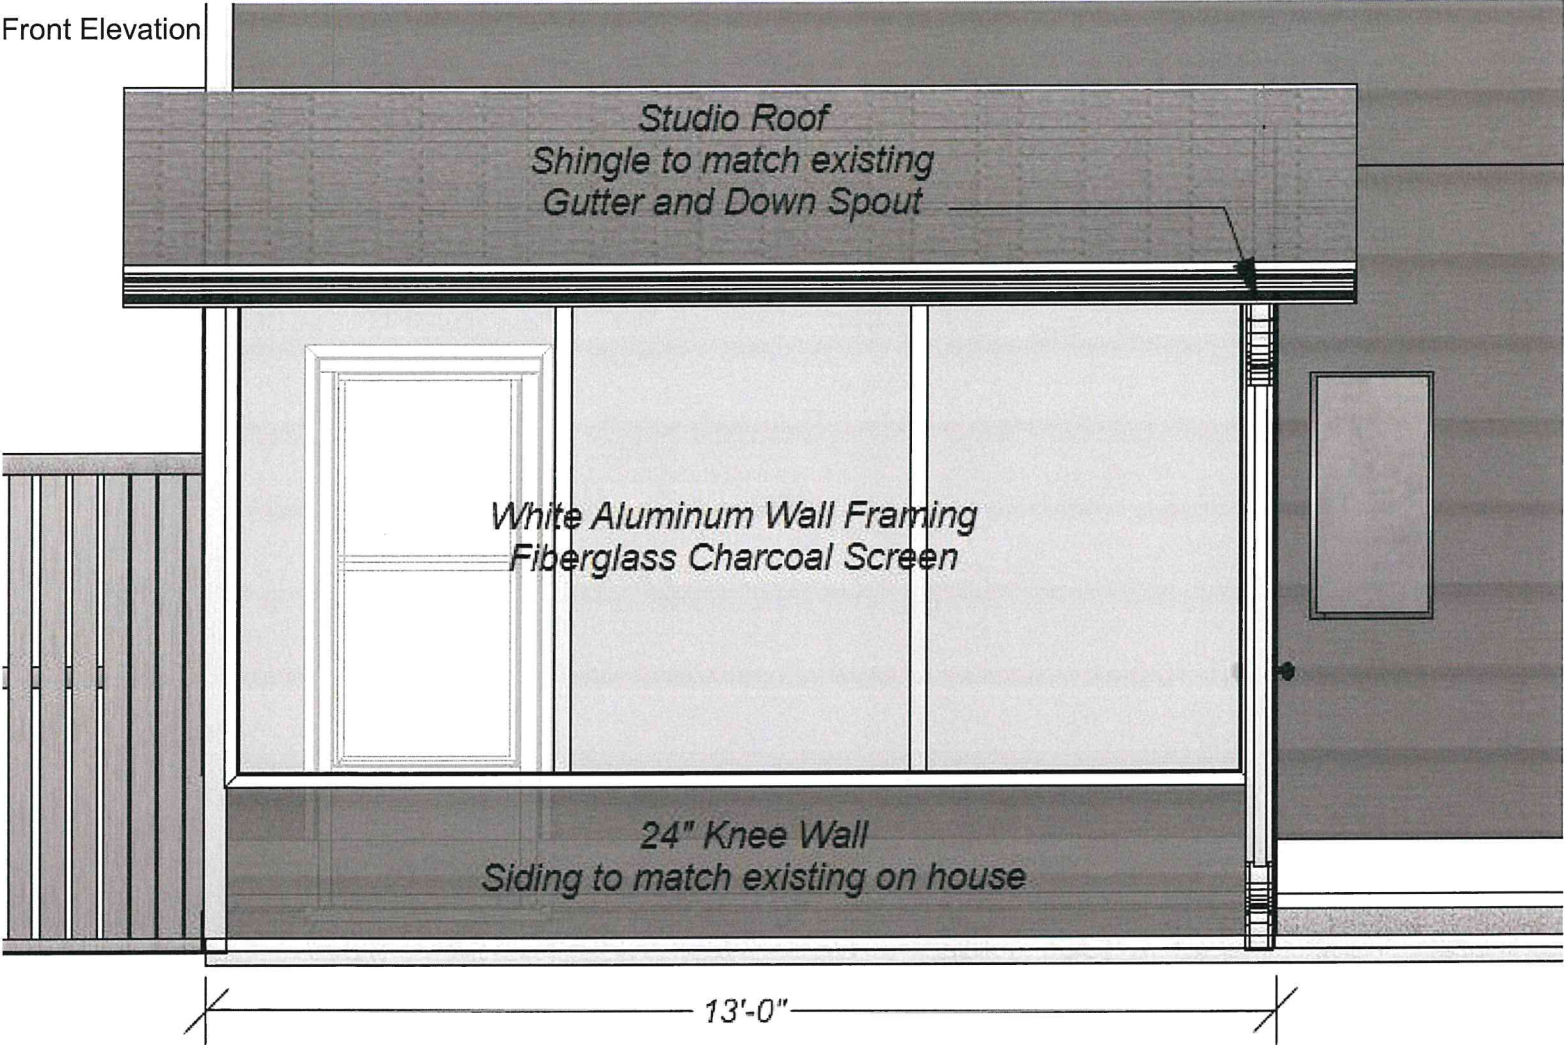 Front Elevation
Studio Roof
Shingle to match existing
Gutter and Down Spout
White Aluminum Wall Framing
Fiberglass Charcoal Screen
24" Knee Wall
Siding to match existing on house
13'-0"